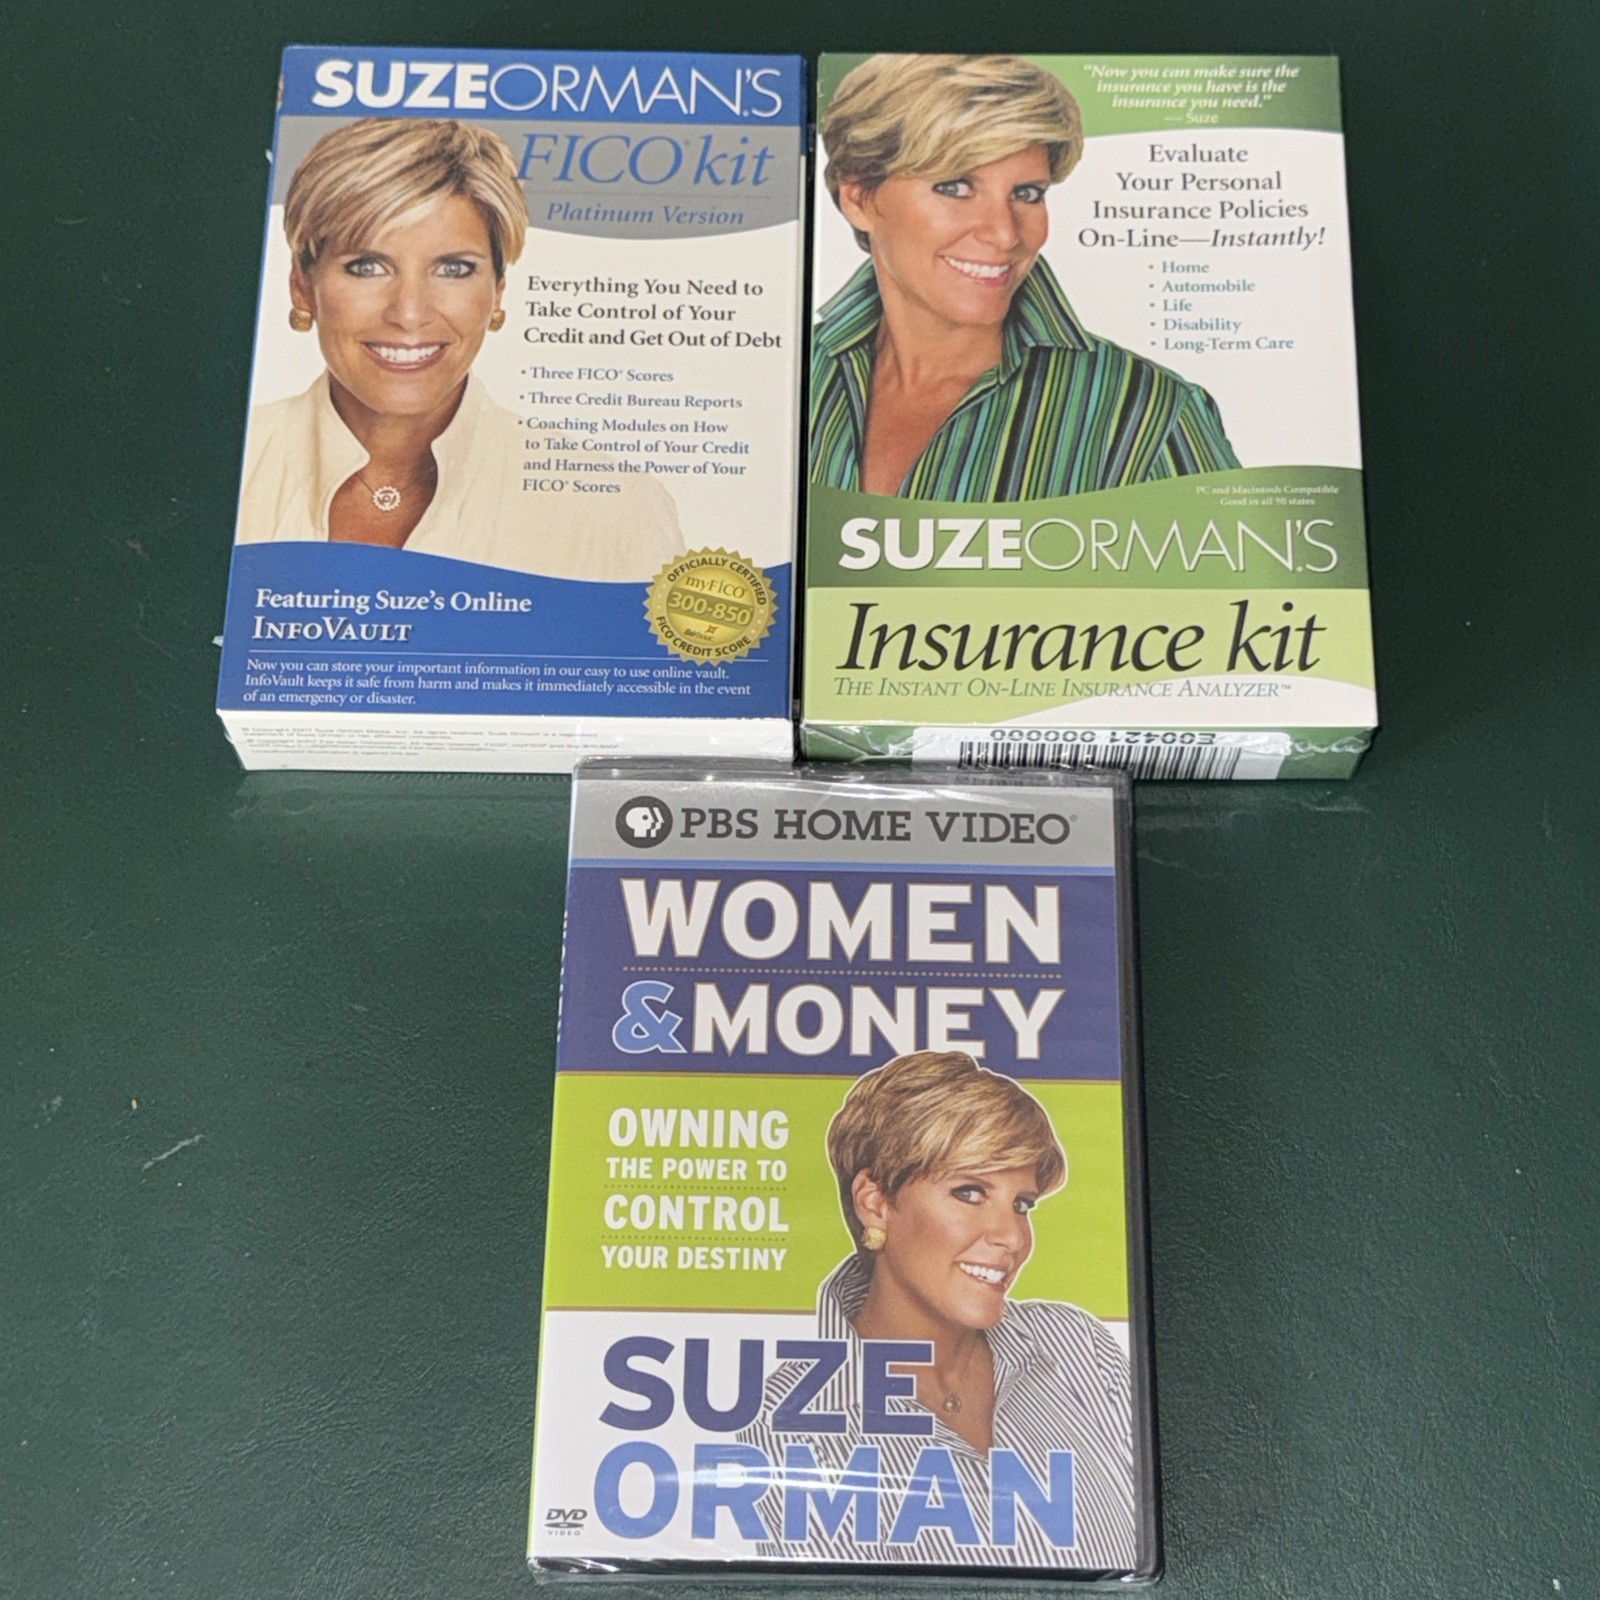 SUZEORMAN'S
FICO® kit
Platinum Version
Everything You Need to
Take Control of Your
Credit and Get Out of Debt
• Three FICO® Scores
• Three Credit Bureau Reports
• Coaching Modules on How
to Take Control of Your Credit
and Harness the Power of Your
FICO® Scores
OFFICIALLY CERTIFIED
myFICO®
300-850
FICO CREDIT SCORE
Featuring Suze's Online
INFOVAULT
Now you can store your important information in our easy to use online vault.
InfoVault keeps it safe from harm and makes it immediately accessible in the event
of an emergency or disaster.
"Now you can make sure the
insurance you have is the
insurance you need."
— Suze
Evaluate
Your Personal
Insurance Policies
On-Line—Instantly!
• Home
• Automobile
• Life
• Disability
• Long-Term Care
PC and Macintosh Compatible
Good in all 50 states
SUZEORMAN'S
Insurance kit
THE INSTANT ON-LINE INSURANCE ANALYZER™
E00421 000000
PBS HOME VIDEO®
WOMEN
&MONEY
OWNING
THE POWER TO
CONTROL
YOUR DESTINY
SUZE
ORMAN
DVD
VIDEO